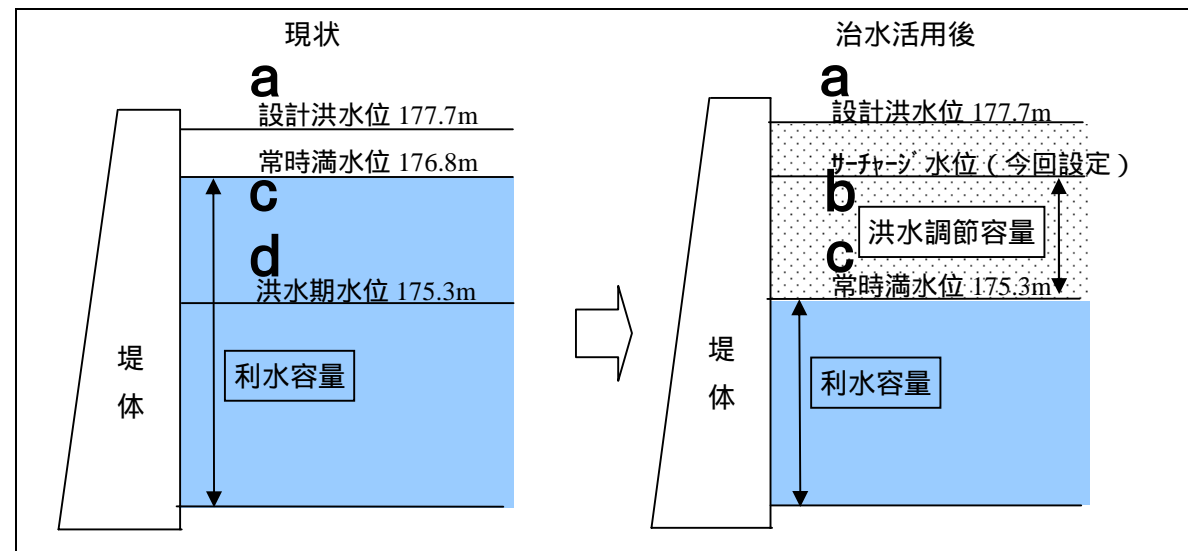 現状
a
設計洪水位 177.7m
常時満水位 176.8m
c
d
洪水期水位 175.3m
利水容量
堤
体
治水活用後
a
設計洪水位 177.7m
サーチャージ水位（今回設定）
b
洪水調節容量
c
常時満水位 175.3m
利水容量
堤
体